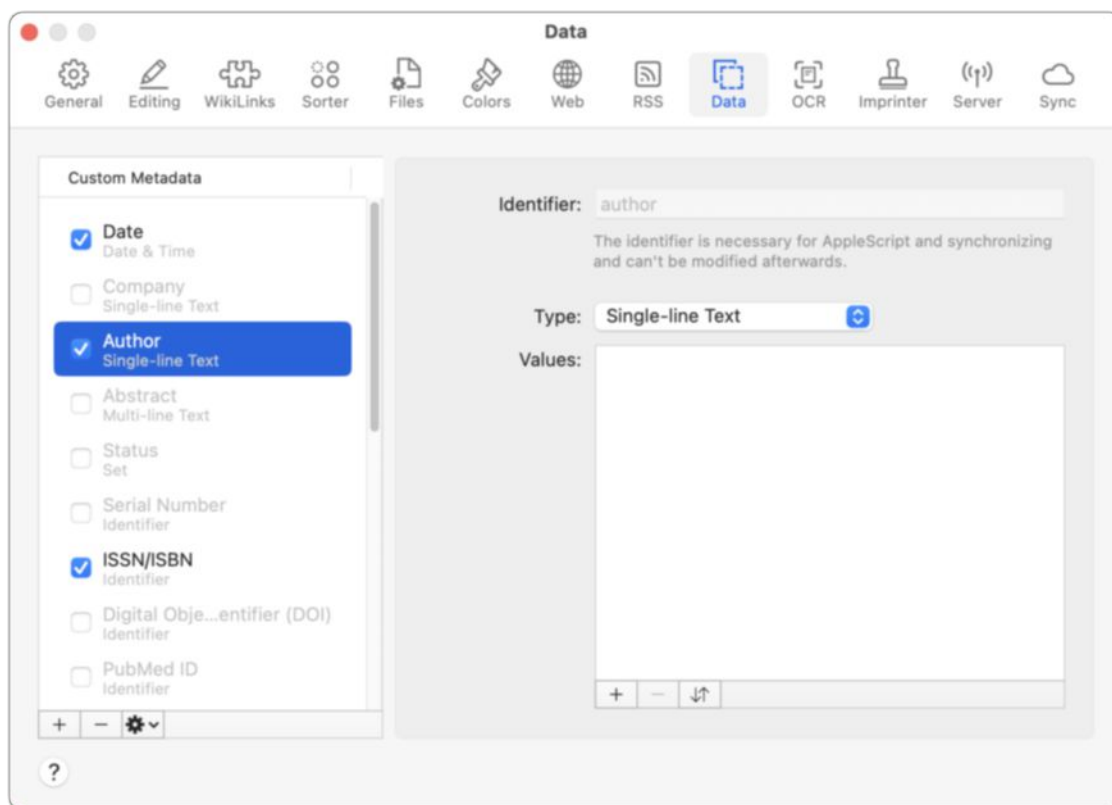 Data
General Editing WikiLinks Sorter Files Colors Web RSS Data OCR Imprinter Server Sync
Custom Metadata
Date
Date & Time
Company
Single-line Text
Author
Single-line Text
Abstract
Multi-line Text
Status
Set
Serial Number
Identifier
ISSN/ISBN
Identifier
Digital Obje...entifier (DOI)
Identifier
PubMed ID
Identifier
Identifier: author
The identifier is necessary for AppleScript and synchronizing
and can't be modified afterwards.
Type: Single-line Text
Values:
?